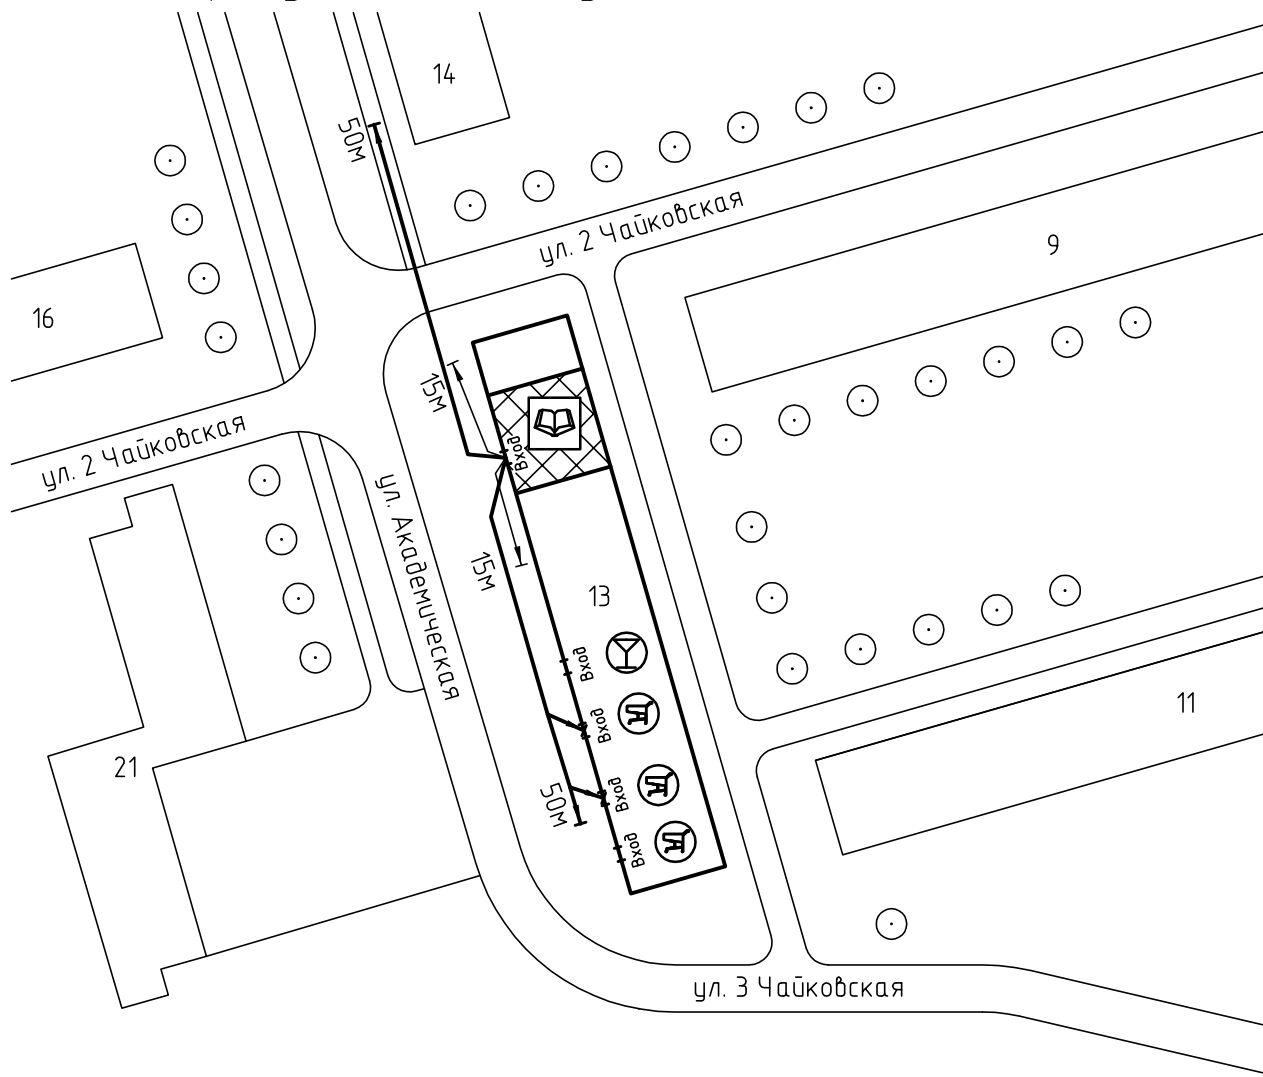 14
50м
ул. 2 Чайковская
9
16
15м
Вход
ул. 2 Чайковская
ул. Академическая
15м
13
Вход
Вход
11
21
Вход
50м
Вход
ул. 3 Чайковская